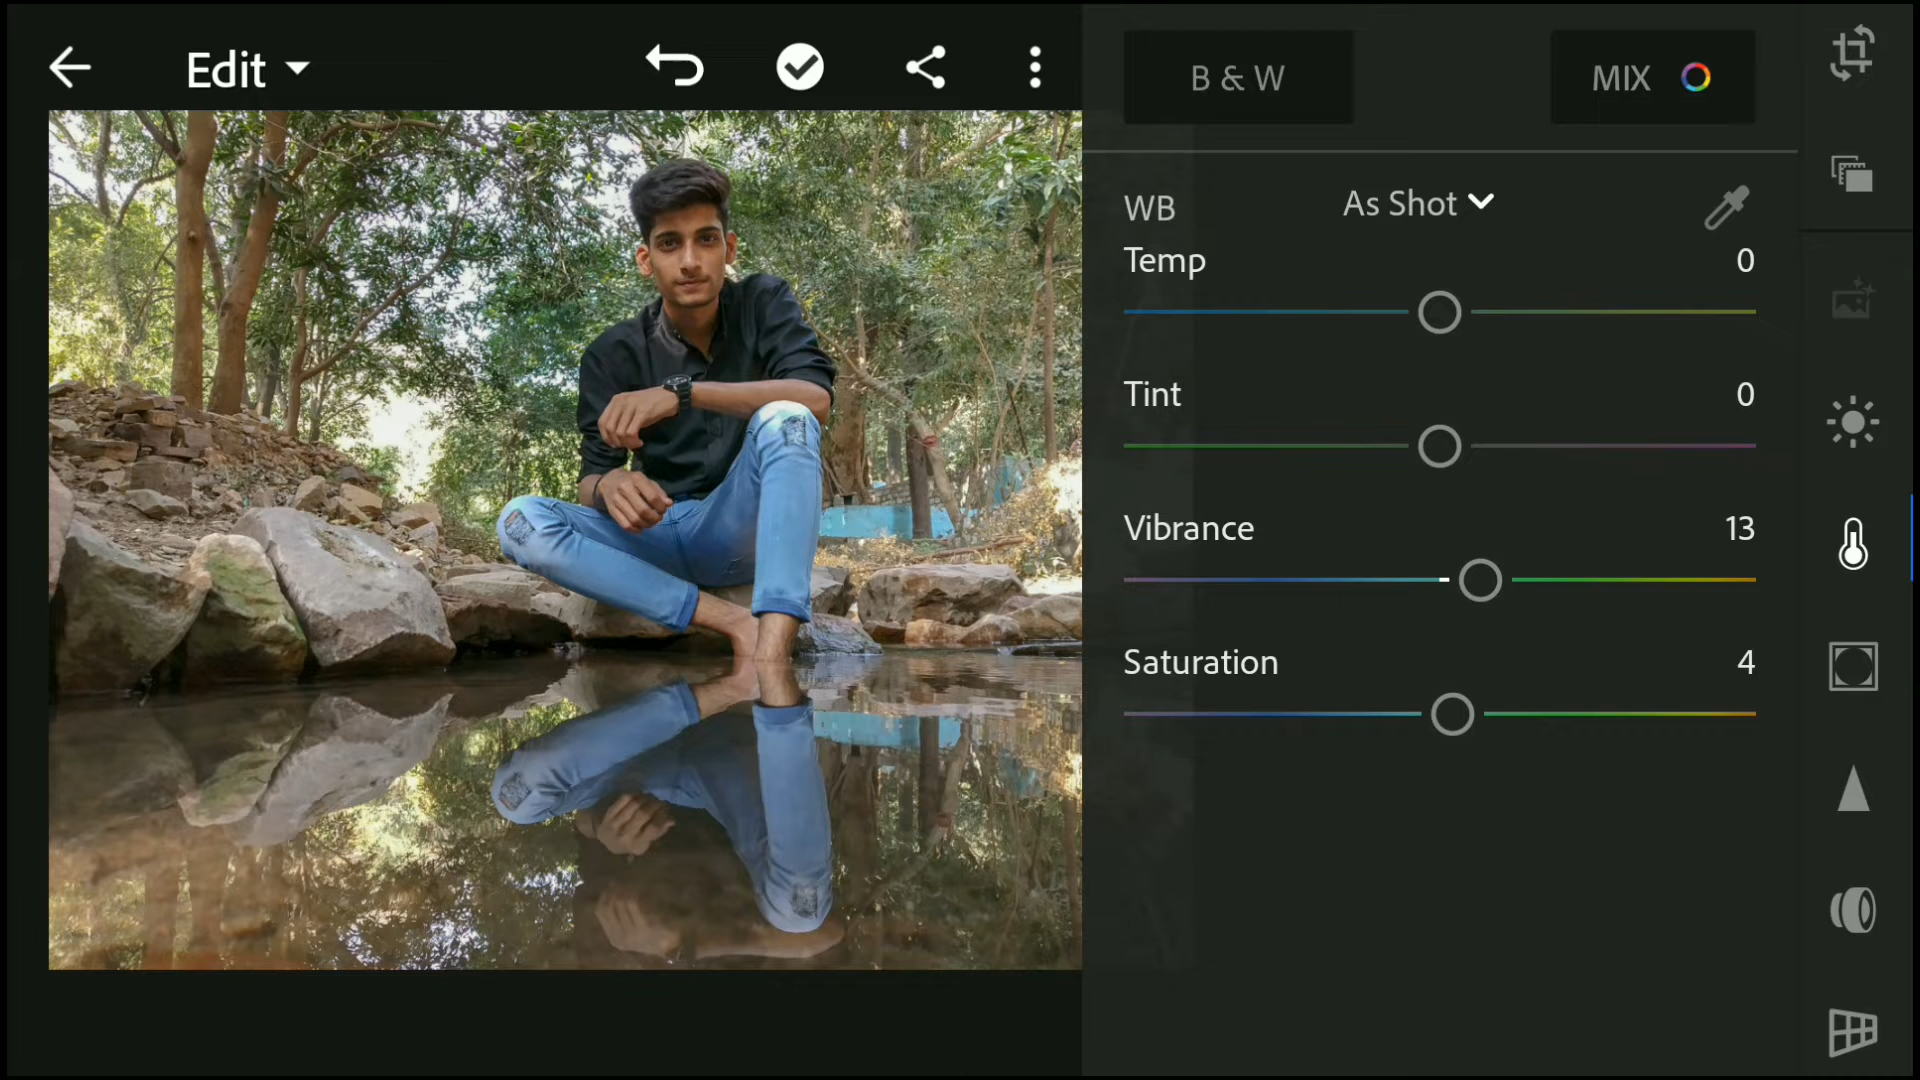 Edit
B & W
MIX
WB
As Shot
Temp
0
Tint
0
Vibrance
13
Saturation
4